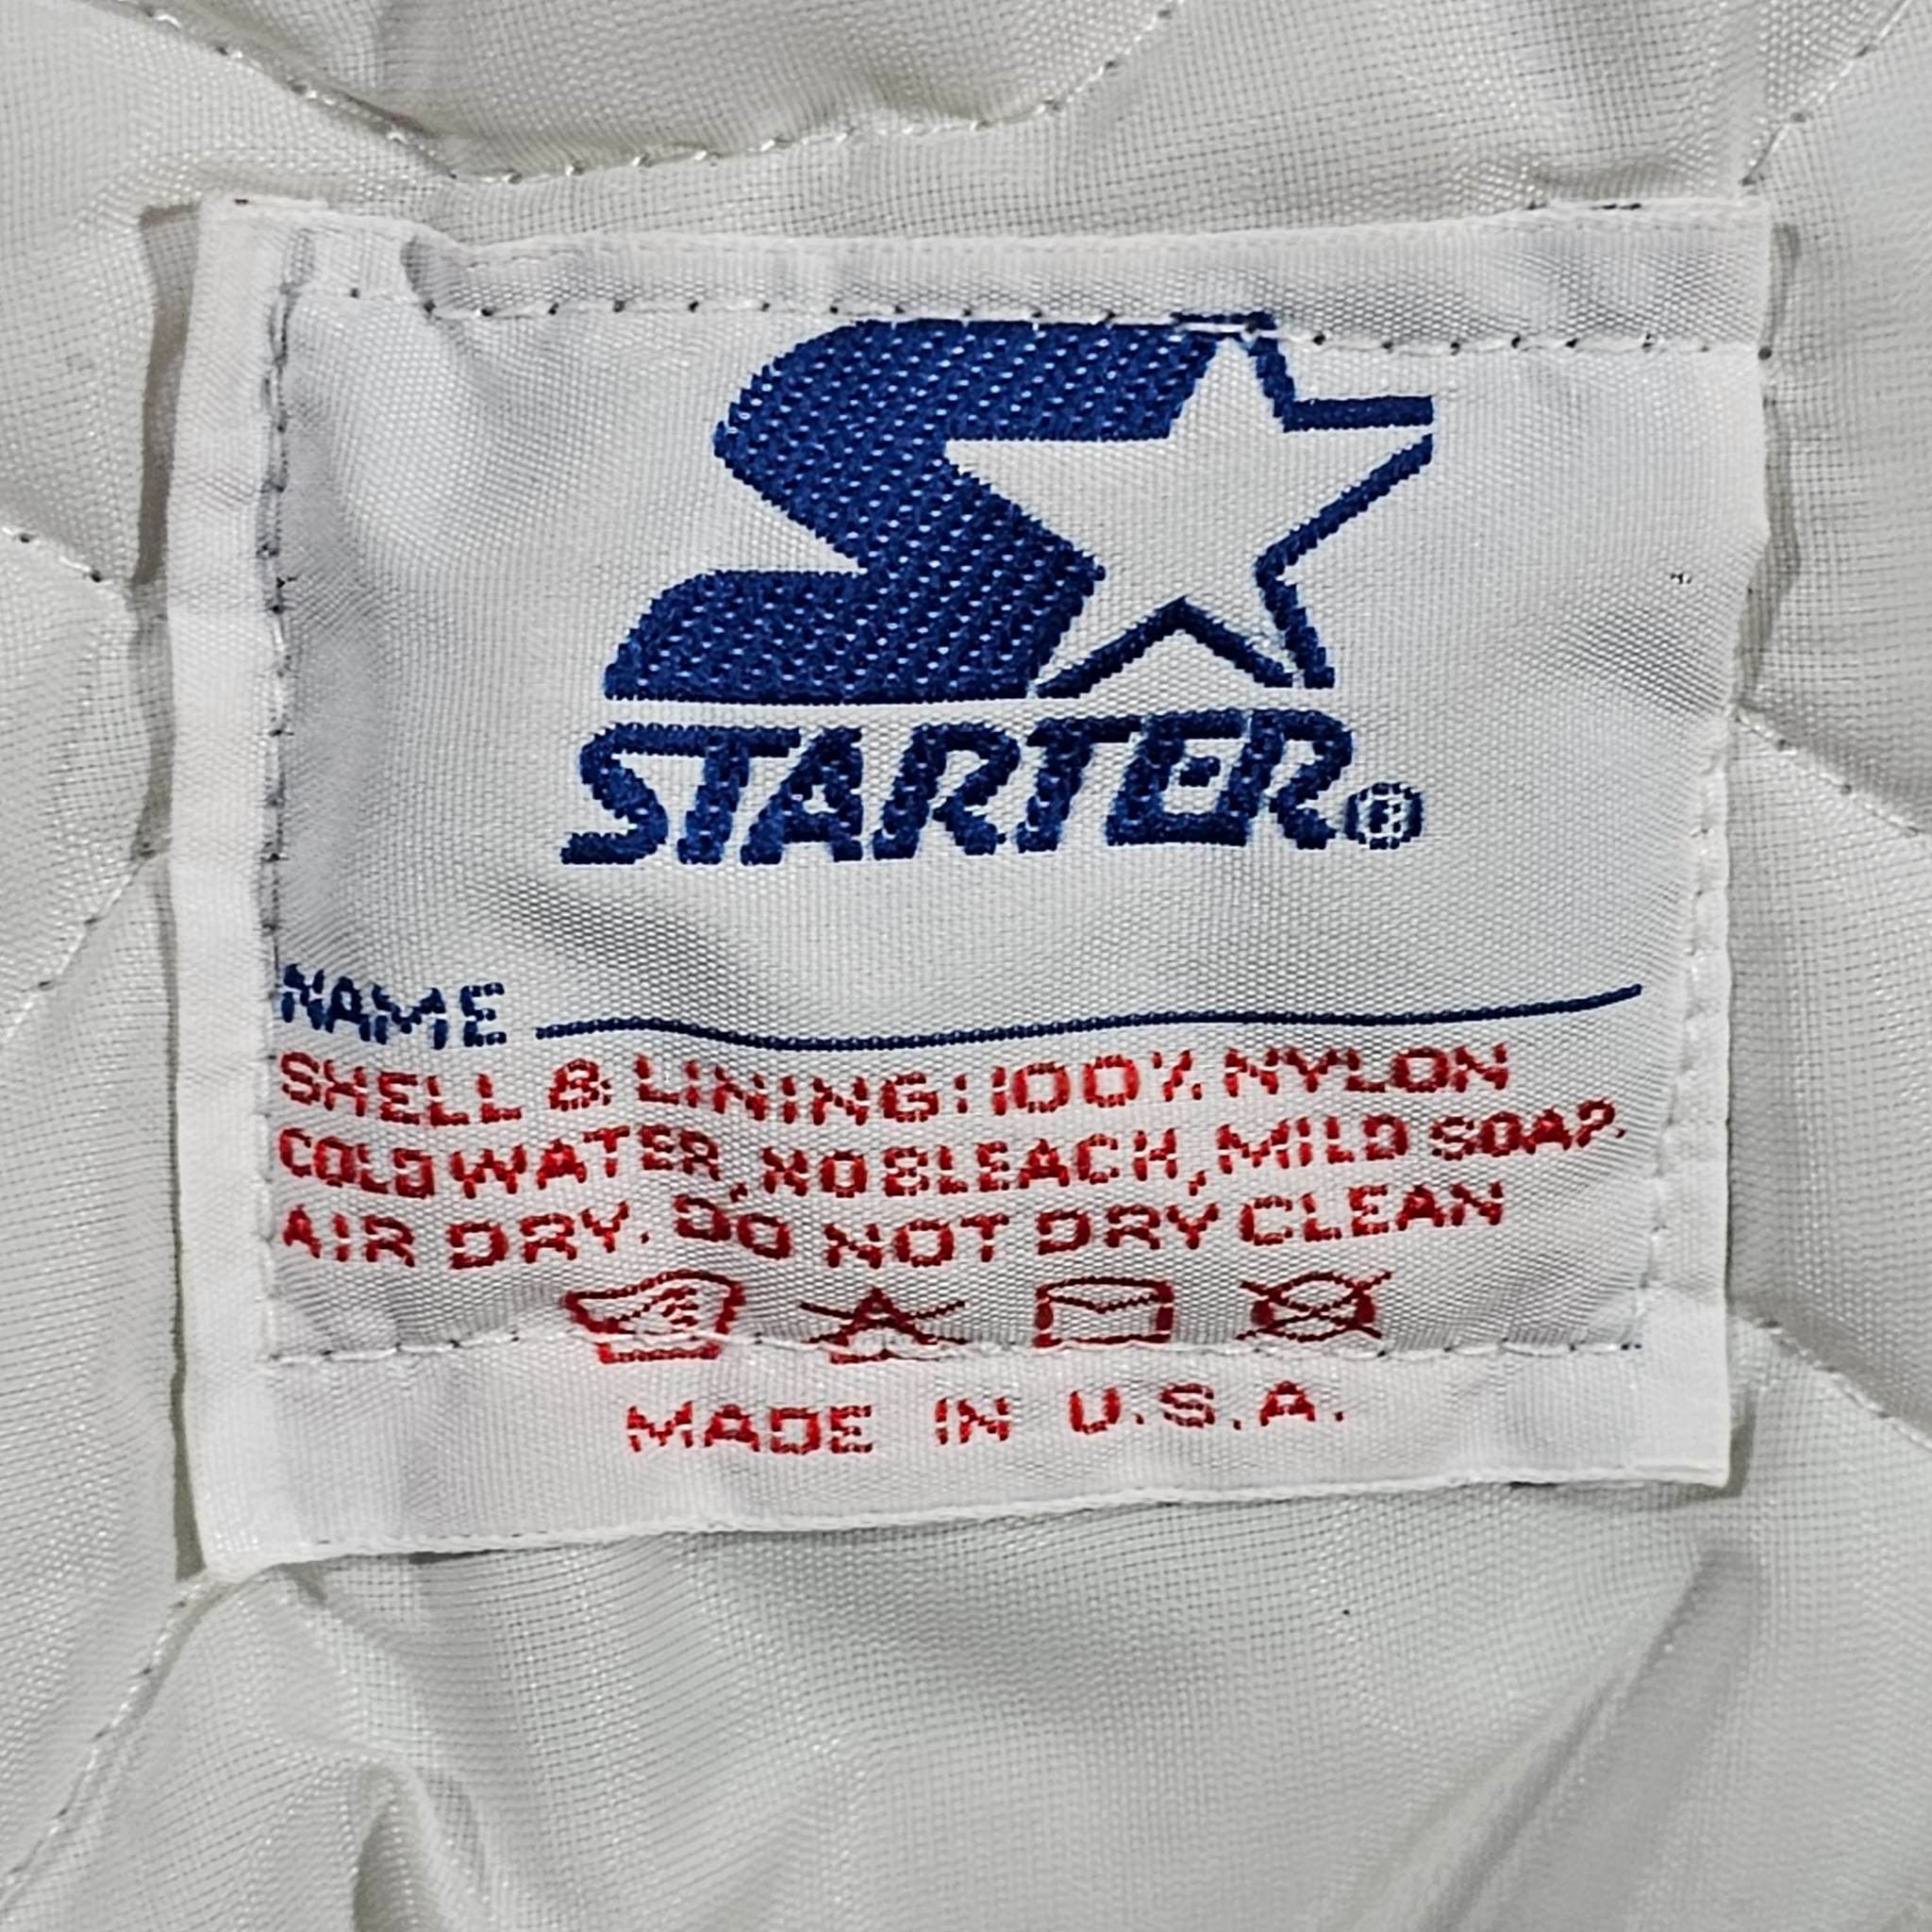 STARTER®
NAME
SHELL & LINING: 100% NYLON
COLD WATER, NO BLEACH, MILD SOAP.
AIR DRY. DO NOT DRY CLEAN
MADE IN U.S.A.